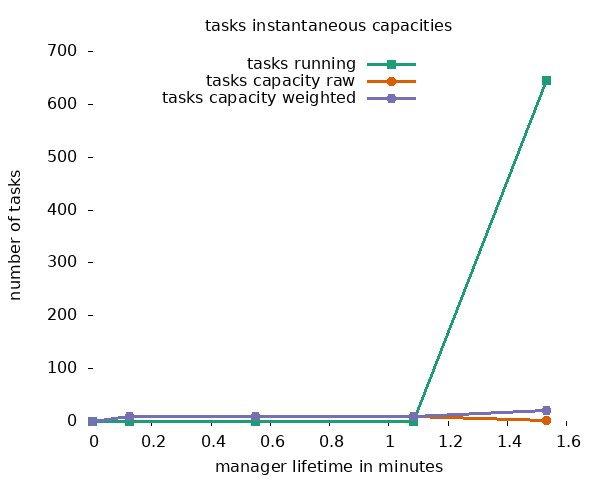 tasks instantaneous capacities
700
600
500
400
300
200
100
0
number of tasks
tasks running
tasks capacity raw
tasks capacity weighted
0 0.2 0.4 0.6 0.8 1 1.2 1.4 1.6
manager lifetime in minutes